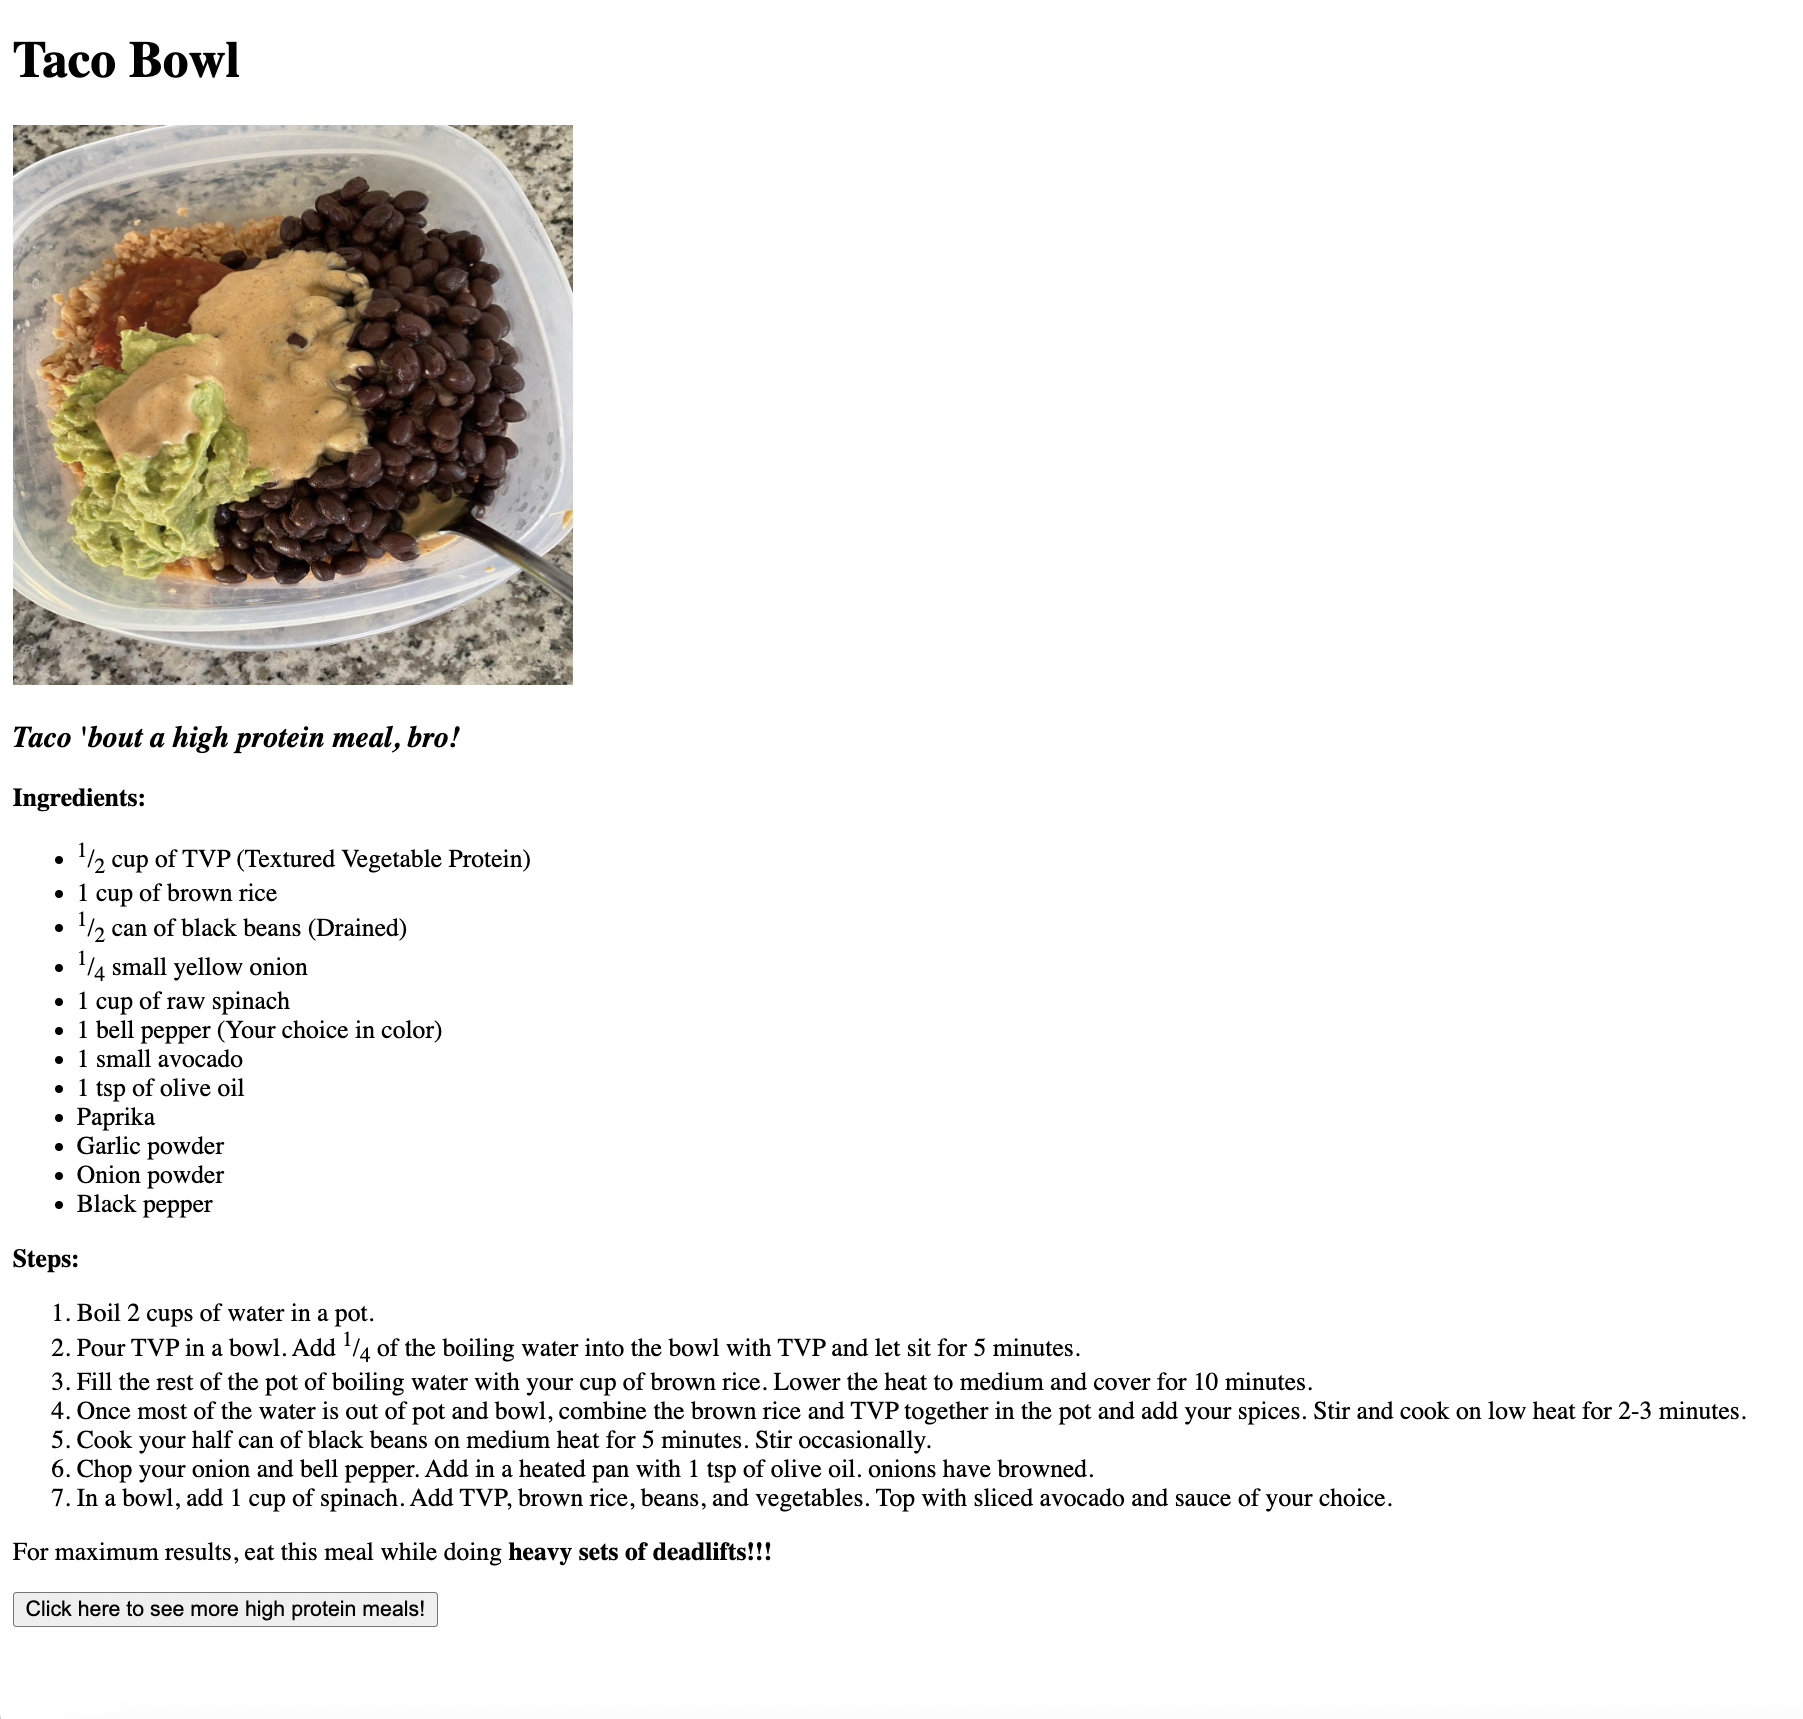 Taco Bowl
Taco 'bout a high protein meal, bro!
Ingredients:
• 1/2 cup of TVP (Textured Vegetable Protein)
• 1 cup of brown rice
• 1/2 can of black beans (Drained)
• 1/4 small yellow onion
• 1 cup of raw spinach
• 1 bell pepper (Your choice in color)
• 1 small avocado
• 1 tsp of olive oil
• Paprika
• Garlic powder
• Onion powder
• Black pepper
Steps:
1. Boil 2 cups of water in a pot.
2. Pour TVP in a bowl. Add 1/4 of the boiling water into the bowl with TVP and let sit for 5 minutes.
3. Fill the rest of the pot of boiling water with your cup of brown rice. Lower the heat to medium and cover for 10 minutes.
4. Once most of the water is out of pot and bowl, combine the brown rice and TVP together in the pot and add your spices. Stir and cook on low heat for 2-3 minutes.
5. Cook your half can of black beans on medium heat for 5 minutes. Stir occasionally.
6. Chop your onion and bell pepper. Add in a heated pan with 1 tsp of olive oil. onions have browned.
7. In a bowl, add 1 cup of spinach. Add TVP, brown rice, beans, and vegetables. Top with sliced avocado and sauce of your choice.
For maximum results, eat this meal while doing heavy sets of deadlifts!!!
Click here to see more high protein meals!